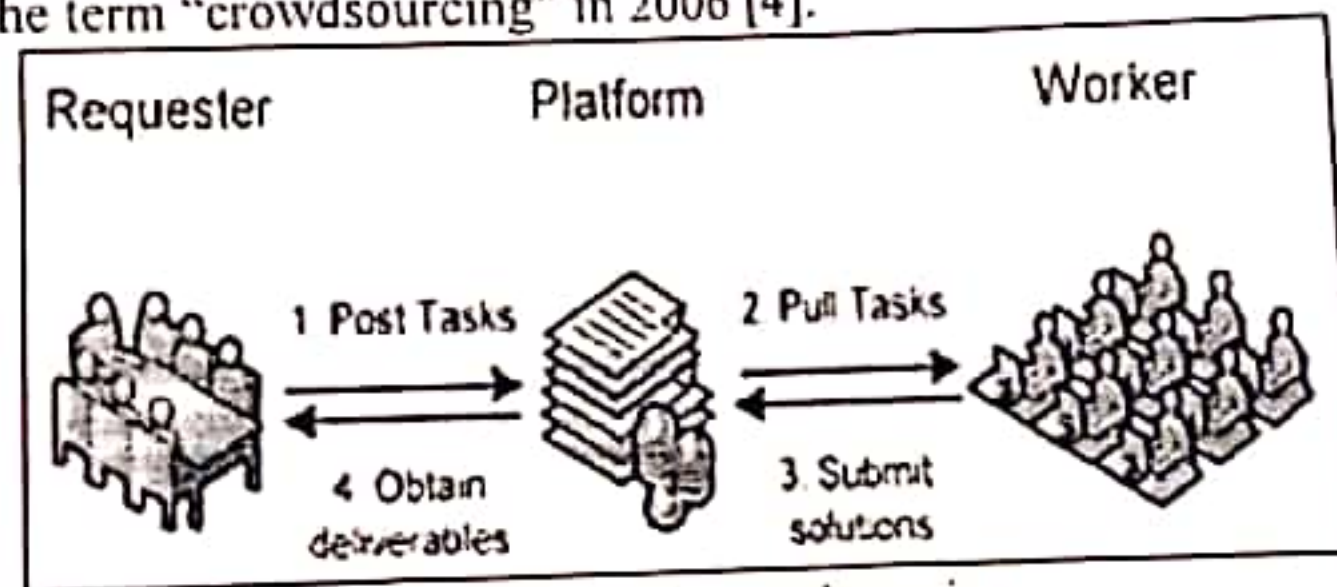 he term “crowdsourcing” in 2006 [4].
Requester Platform Worker
1 Post Tasks 2 Pull Tasks
4 Obtain
deliverables
3. Submit
solutions